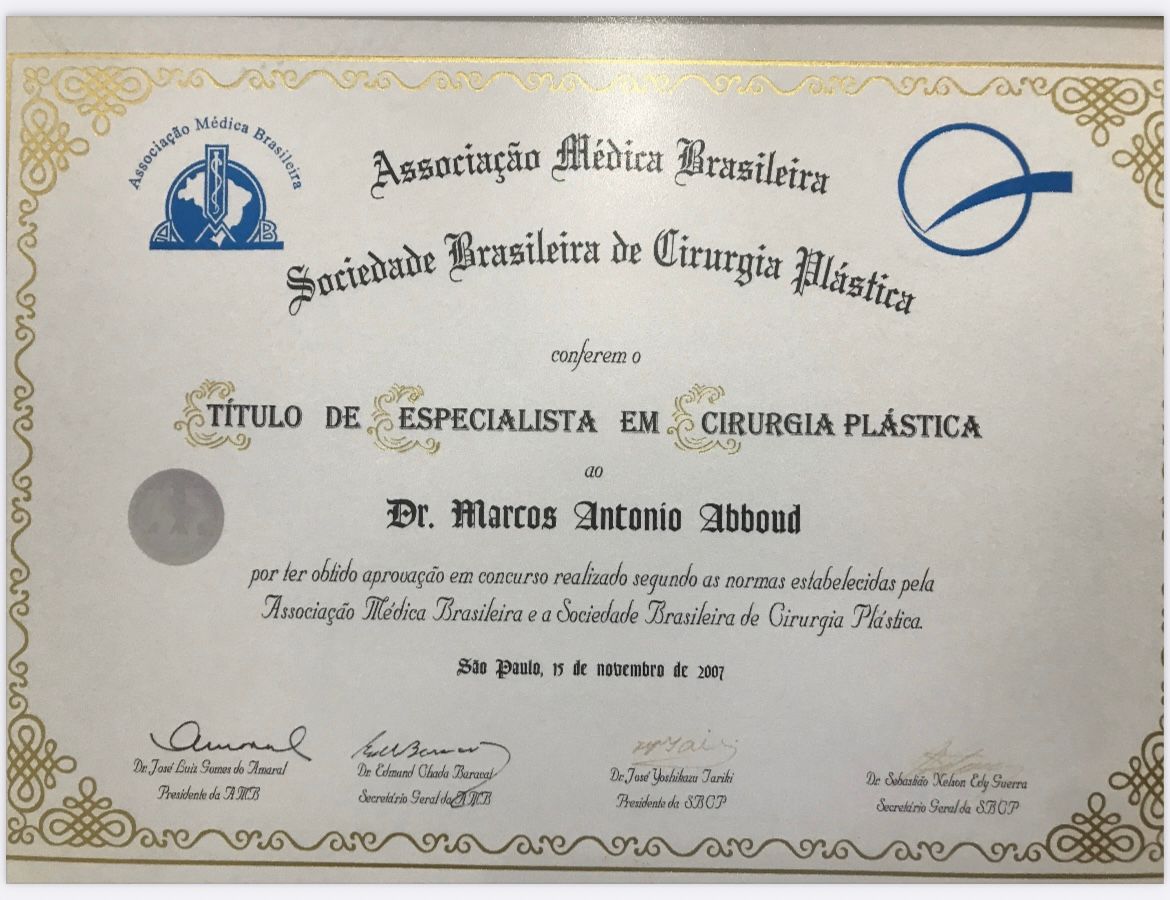 Associação Médica Brasileira
A B
Associação Médica Brasileira
Sociedade Brasileira de Cirurgia Plástica
conferem o
TÍTULO DE ESPECIALISTA EM CIRURGIA PLÁSTICA
ao
Dr. Marcos Antonio Abboud
por ter obtido aprovação em concurso realizado segundo as normas estabelecidas pela
Associação Médica Brasileira e a Sociedade Brasileira de Cirurgia Plástica.
São Paulo, 15 de novembro de 2007
Dr. José Luiz Gomes do Amaral
Presidente da AMB
Dr. Edmund Chada Baracat
Secretário Geral da AMB
Dr. José Yoshikazu Tariki
Presidente da SBCP
Dr. Sebastião Nelson Edy Guerra
Secretário Geral da SBCP